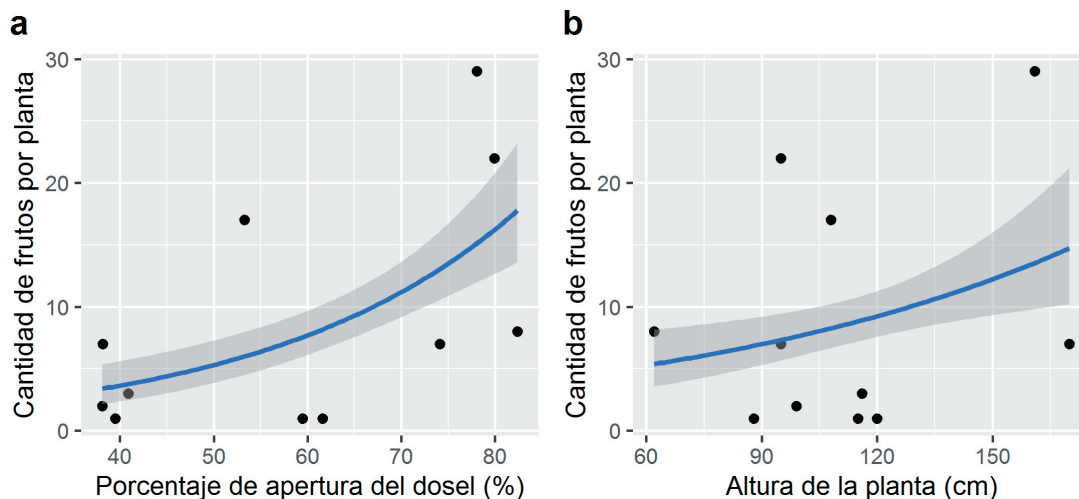 a
Cantidad de frutos por planta
30
20
10
0
40 50 60 70 80
Porcentaje de apertura del dosel (%)
b
Cantidad de frutos por planta
30
20
10
0
60 90 120 150
Altura de la planta (cm)